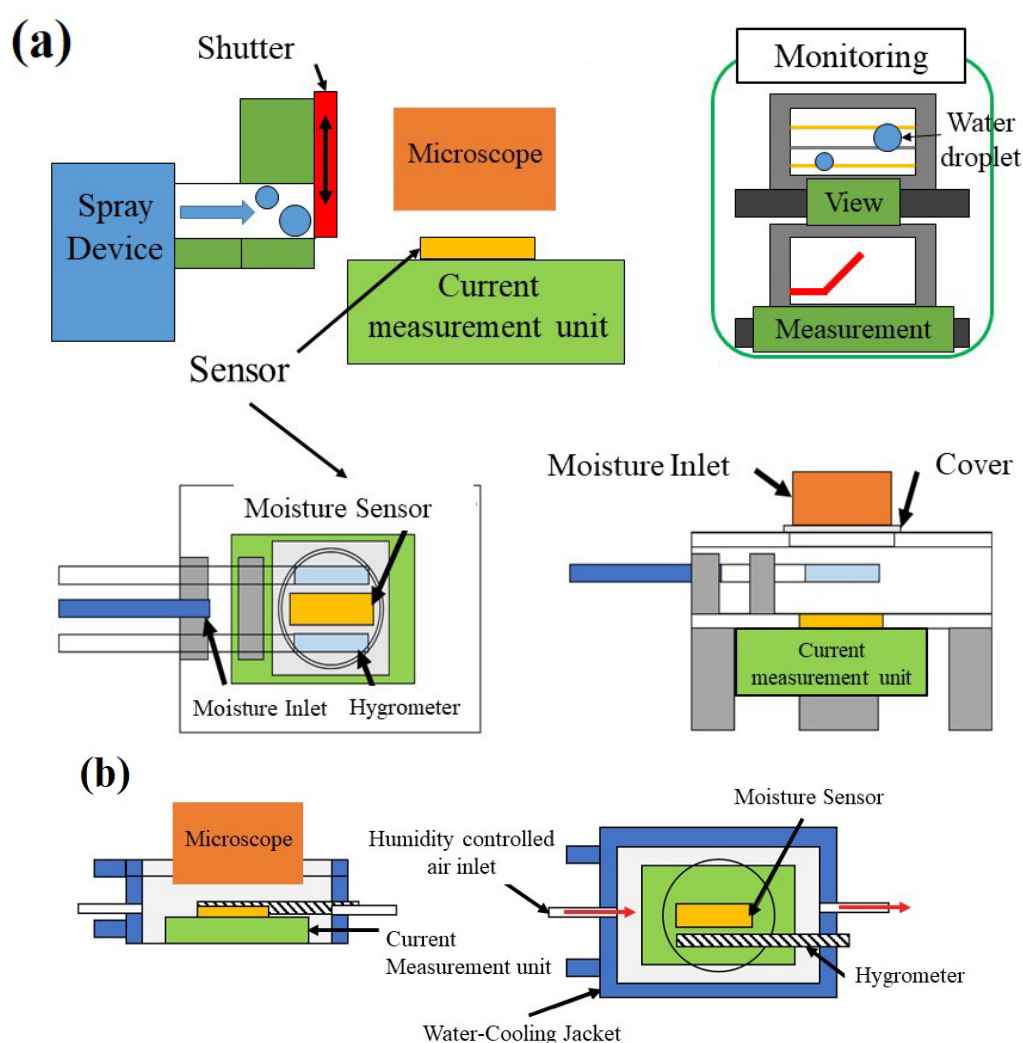 (a)
Shutter
Spray
Device
Microscope
Current
measurement unit
Sensor
Monitoring
Water
droplet
View
Measurement
Moisture Sensor
Moisture Inlet
Hygrometer
Moisture Inlet
Cover
Current
measurement unit
(b)
Microscope
Current
Measurement unit
Humidity controlled
air inlet
Moisture Sensor
Hygrometer
Water-Cooling Jacket